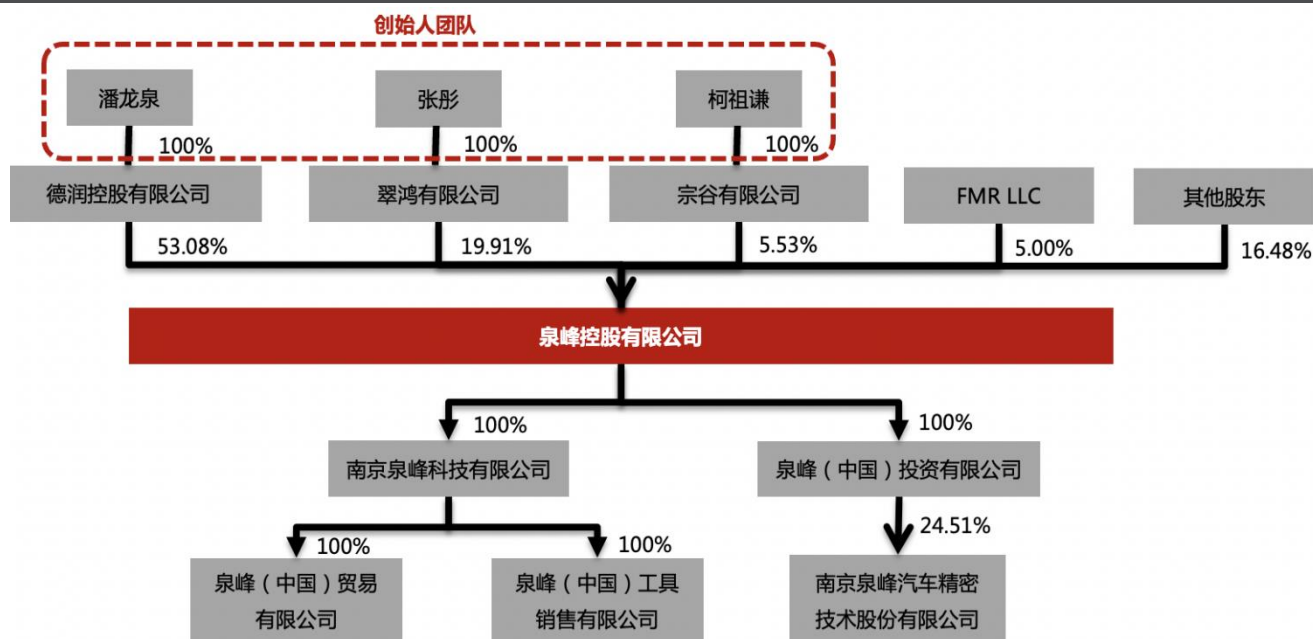 创始人团队
潘龙泉
张彤
柯祖谦
100%
100%
100%
德润控股有限公司
翠鸿有限公司
宗谷有限公司
FMR LLC
其他股东
53.08%
19.91%
5.53%
5.00%
16.48%
泉峰控股有限公司
100%
100%
南京泉峰科技有限公司
泉峰（中国）投资有限公司
100%
100%
24.51%
泉峰（中国）贸易
有限公司
泉峰（中国）工具
销售有限公司
南京泉峰汽车精密
技术股份有限公司